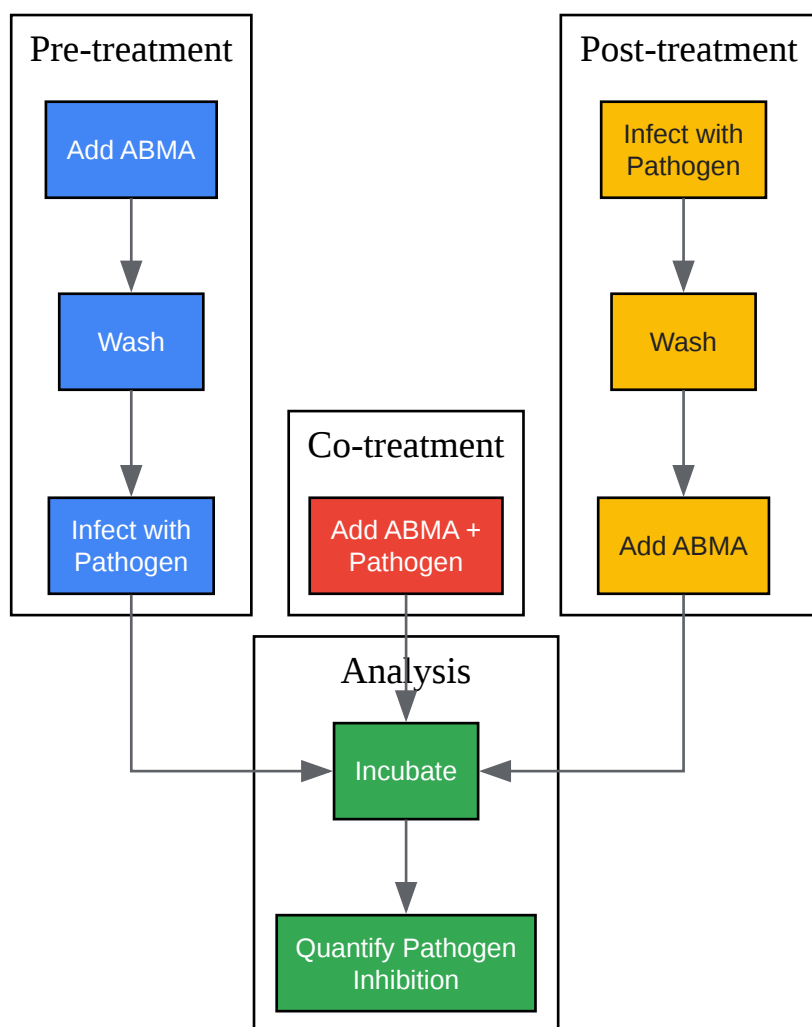 Pre-treatment
Add ABMA
Wash
Infect with
Pathogen
Co-treatment
Add ABMA +
Pathogen
Post-treatment
Infect with
Pathogen
Wash
Add ABMA
Analysis
Incubate
Quantify Pathogen
Inhibition